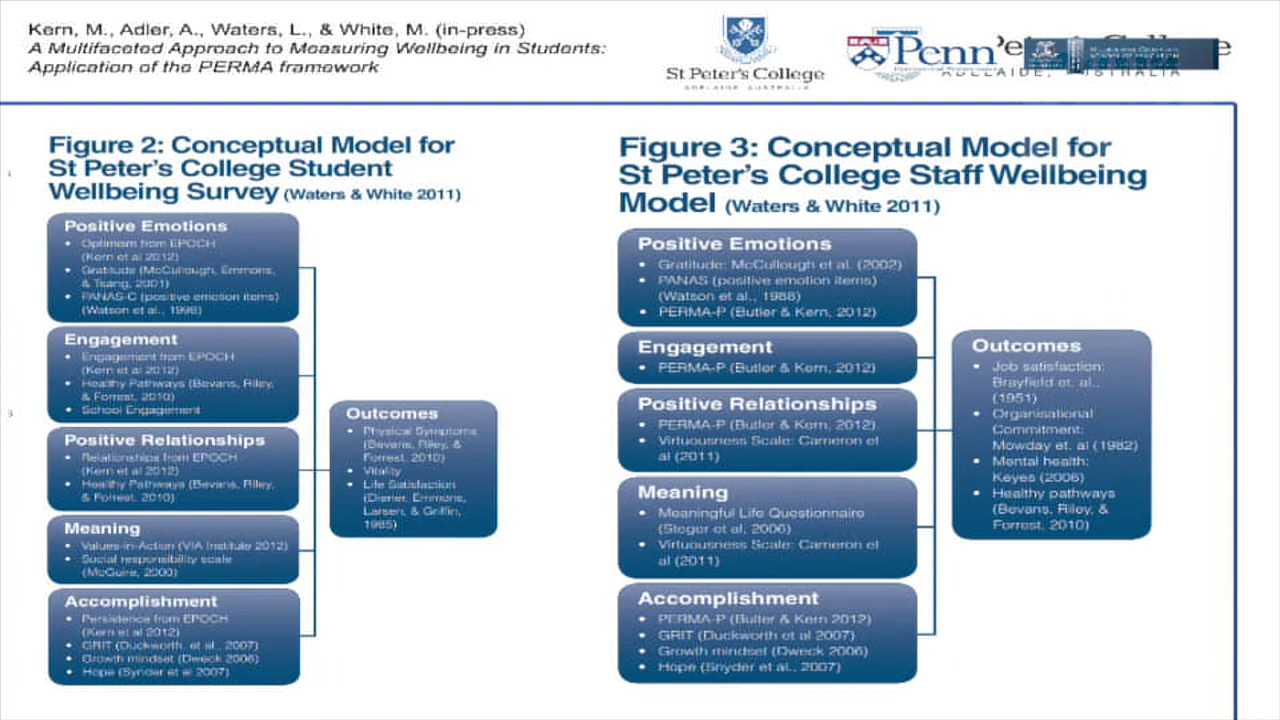 Kern, M., Adler, A., Waters, L., & White, M. (in-press)
A Multifaceted Approach to Measuring Wellbeing in Students:
Application of the PERMA framework
St Peter's College
ADELAIDE, AUSTRALIA
Penn
Figure 2: Conceptual Model for
St Peter's College Student
Wellbeing Survey (Waters & White 2011)
Positive Emotions
• Optimism from EPOCH
(Kern et al 2012)
• Gratitude (McCullough, Emmons,
& Tsang, 2001)
• PANAS-C (positive emotion items)
(Watson et al., 1998)
Engagement
• Engagement from EPOCH
(Kern et al 2012)
• Healthy Pathways (Bevans, Riley,
& Forrest, 2010)
• School Engagement
Positive Relationships
• Relationships from EPOCH
(Kern et al 2012)
• Healthy Pathways (Bevans, Riley,
& Forrest, 2010)
Meaning
• Values-in-Action (VIA Institute 2012)
• Social responsibility scale
(McGuire, 2000)
Accomplishment
• Persistence from EPOCH
(Kern et al 2012)
• GRIT (Duckworth, et al., 2007)
• Growth mindset (Dweck 2006)
• Hope (Synder et al 2007)
Outcomes
• Physical Symptoms
(Bevans, Riley, &
Forrest, 2010)
• Vitality
• Life Satisfaction
(Diener, Emmons,
Larsen, & Griffin,
1985)
Figure 3: Conceptual Model for
St Peter's College Staff Wellbeing
Model (Waters & White 2011)
Positive Emotions
• Gratitude: McCullough et al. (2002)
• PANAS (positive emotion items)
(Watson et al., 1988)
• PERMA-P (Butler & Kern, 2012)
Engagement
• PERMA-P (Butler & Kern, 2012)
Positive Relationships
• PERMA-P (Butler & Kern, 2012).
• Virtuousness Scale: Cameron et
al (2011)
Meaning
• Meaningful Life Questionnaire
(Steger et al, 2006)
• Virtuousness Scale: Cameron et
al (2011)
Accomplishment
• PERMA-P (Butler & Kern 2012)
• GRIT (Duckworth et al 2007)
• Growth mindset (Dweck 2006)
• Hope (Snyder et al., 2007)
Outcomes
• Job satisfaction:
Brayfield et. al.,
(1951)
• Organisational
Commitment:
Mowday et. al (1982)
• Mental health:
Keyes (2006)
• Healthy pathways
(Bevans, Riley, &
Forrest, 2010)